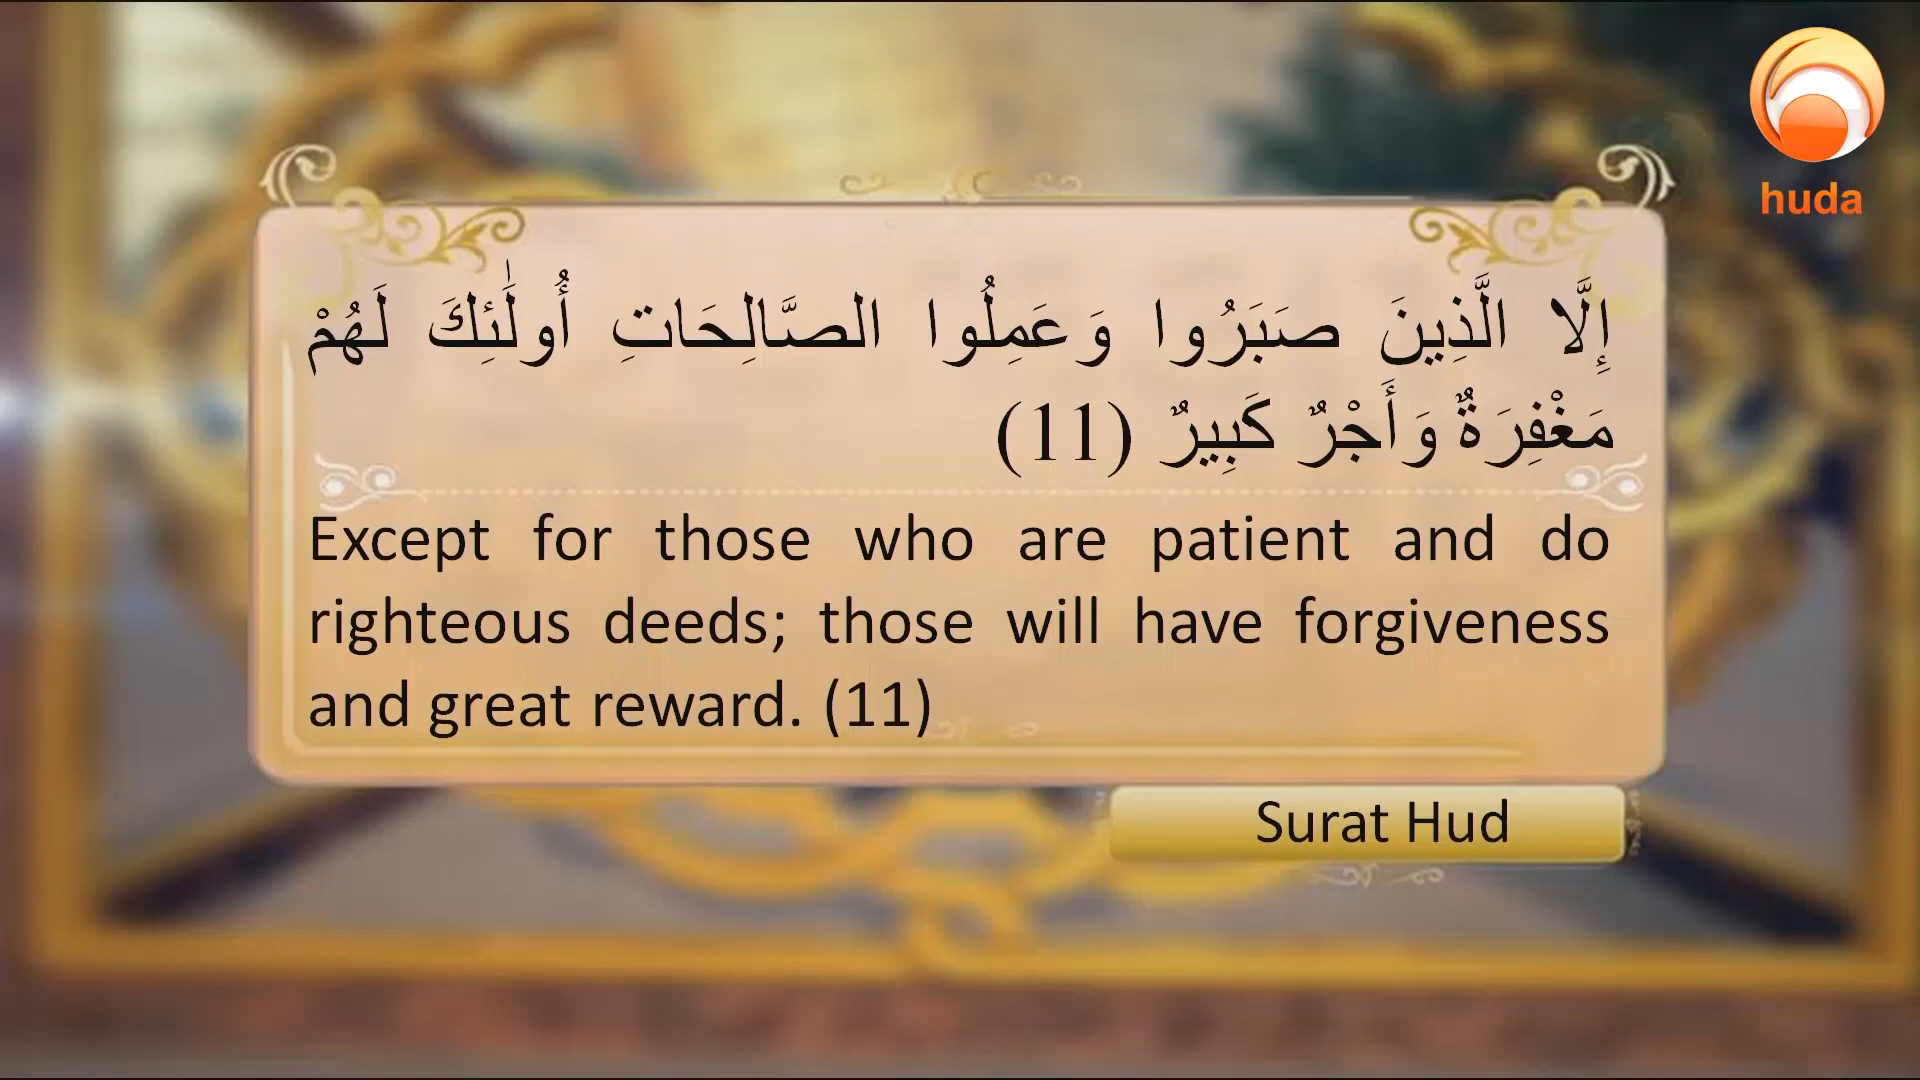 huda
إِلَّا الَّذِينَ صَبَرُوا وَعَمِلُوا الصَّالِحَاتِ أُولَٰئِكَ لَهُمْ
مَغْفِرَةٌ وَأَجْرٌ كَبِيرٌ (11)
Except for those who are patient and do
righteous deeds; those will have forgiveness
and great reward. (11)
Surat Hud